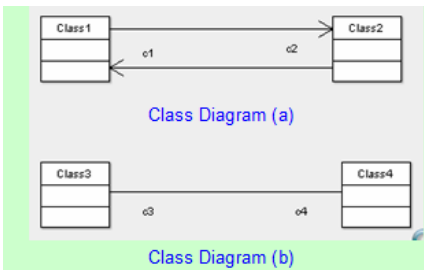 Class1 Class2
c1 c2
Class Diagram (a)
Class3 Class4
c3 c4
Class Diagram (b)